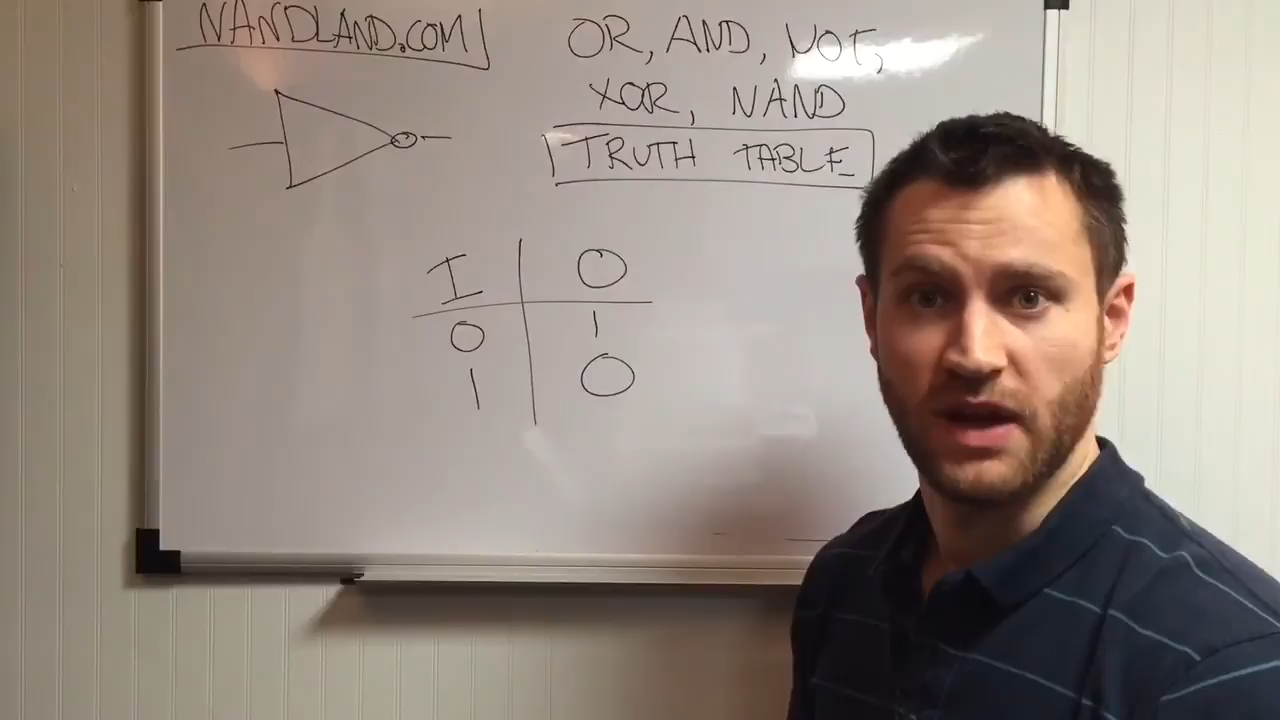 NANDLAND.COM
OR, AND, NOT,
XOR, NAND
TRUTH TABLE
I O
0 1
1 0